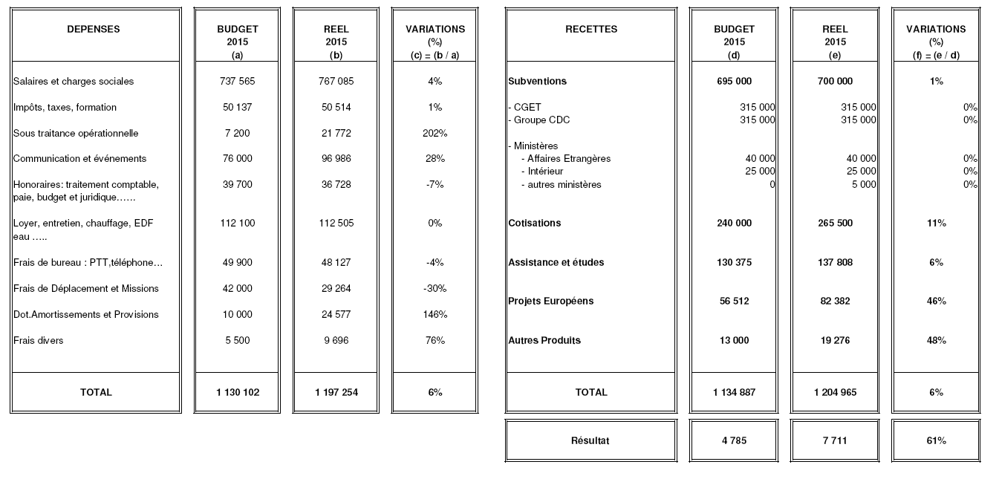 DEPENSES BUDGET REEL VARIATIONS RECETTES BUDGET REEL VARIATIONS
2015 2015 (%) 2015 2015 (%)
(a) (b) (c) = (b / a) (d) (e) (f) = (e / d)
Salaires et charges sociales 737 565 767 085 4% Subventions 695 000 700 000 1%
Impôts, taxes, formation 50 137 50 514 1% - CGET 315 000 315 000 0%
- Groupe CDC 315 000 315 000 0%
Sous traitance opérationnelle 7 200 21 772 202%
- Ministères
Communication et événements 76 000 96 986 28% - Affaires Etrangères 40 000 40 000 0%
- Intérieur 25 000 25 000 0%
Honoraires: traitement comptable, 39 700 36 728 -7% - autres ministères 0 5 000 0%
paie, budget et juridique……
Loyer, entretien, chauffage, EDF 112 100 112 505 0% Cotisations 240 000 265 500 11%
eau …..
Frais de bureau : PTT,téléphone… 49 900 48 127 -4% Assistance et études 130 375 137 808 6%
Frais de Déplacement et Missions 42 000 29 264 -30%
Projets Européens 56 512 82 382 46%
Dot.Amortissements et Provisions 10 000 24 577 146%
Frais divers 5 500 9 696 76% Autres Produits 13 000 19 276 48%
TOTAL 1 130 102 1 197 254 6% TOTAL 1 134 887 1 204 965 6%
Résultat 4 785 7 711 61%